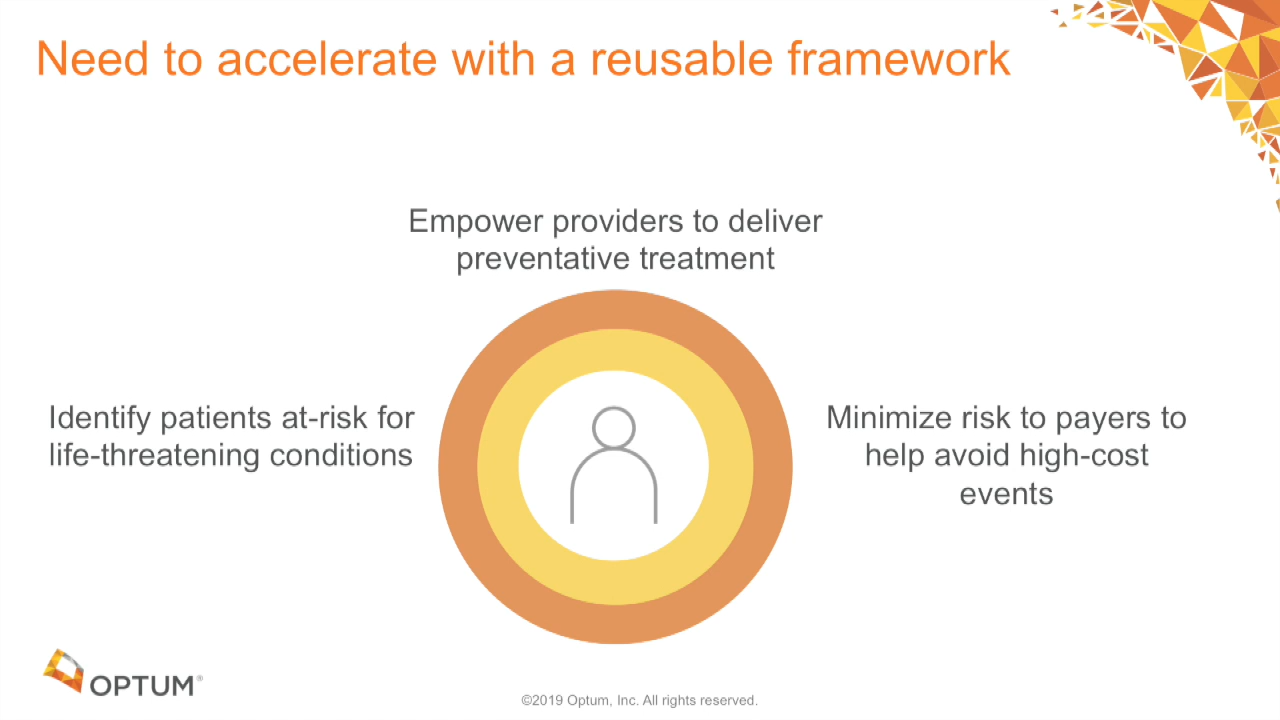 Need to accelerate with a reusable framework
Empower providers to deliver
preventative treatment
Identify patients at-risk for
life-threatening conditions
Minimize risk to payers to
help avoid high-cost
events
OPTUM®
©2019 Optum, Inc. All rights reserved.